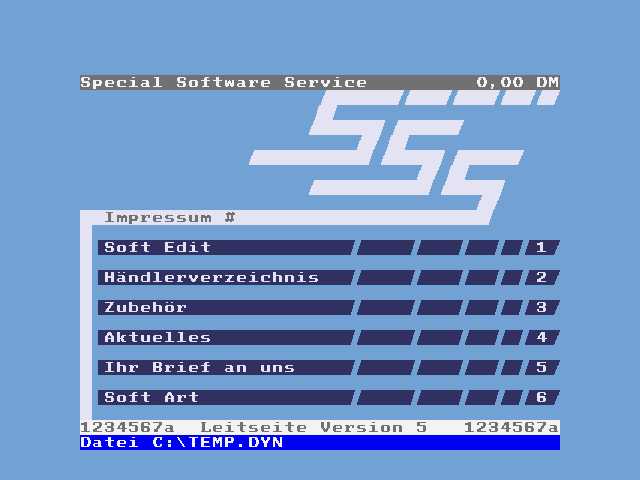 Special Software Service 0,00 DM
SSS
Impressum #
Soft Edit 1
Händlerverzeichnis 2
Zubehör 3
Aktuelles 4
Ihr Brief an uns 5
Soft Art 6
1234567a Leitseite Version 5 1234567a
Datei C:\TEMP.DYN